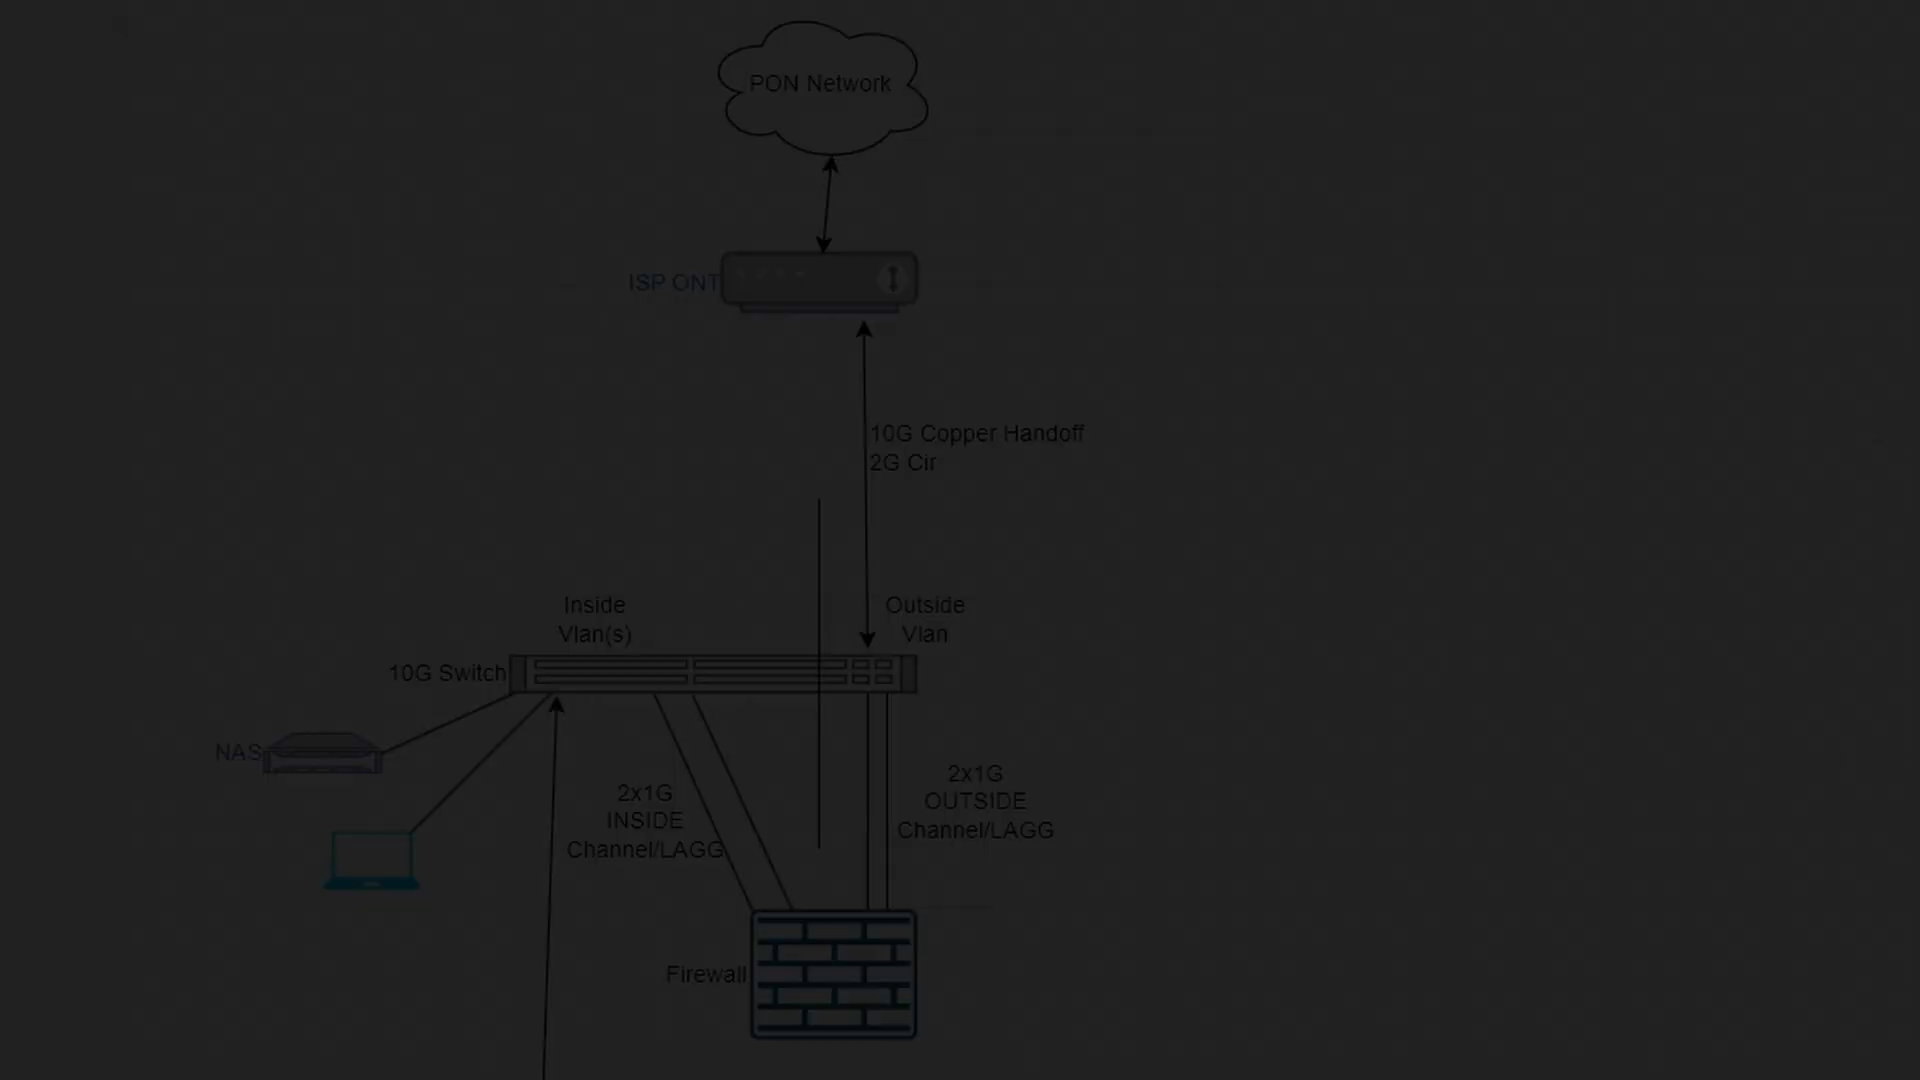 PON Network
ISP ONT
10G Copper Handoff
2G Cir
Inside
Vlan(s)
Outside
Vlan
10G Switch
NAS
2x1G
INSIDE
Channel/LAGG
2x1G
OUTSIDE
Channel/LAGG
Firewall